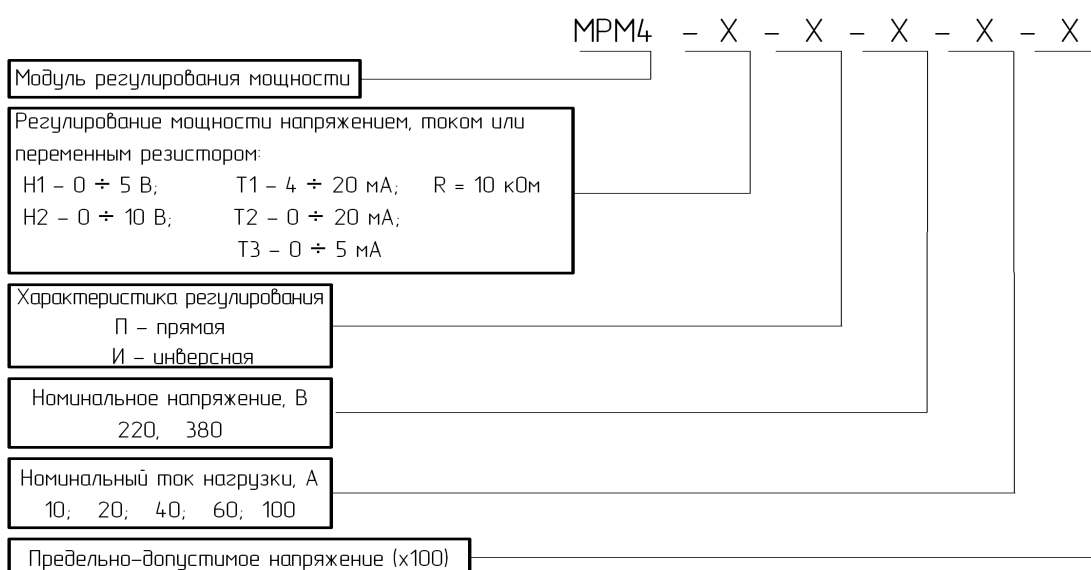 МРМ4 – Х – Х – Х – Х – Х
Модуль регулирования мощности
Регулирование мощности напряжением, током или
переменным резистором:
Н1 – 0 ÷ 5 В; Т1 – 4 ÷ 20 мА; R = 10 кОм
Н2 – 0 ÷ 10 В; Т2 – 0 ÷ 20 мА;
Т3 – 0 ÷ 5 мА
Характеристика регулирования
П – прямая
И – инверсная
Номинальное напряжение, В
220, 380
Номинальный ток нагрузки, А
10; 20; 40; 60; 100
Предельно-допустимое напряжение (х100)